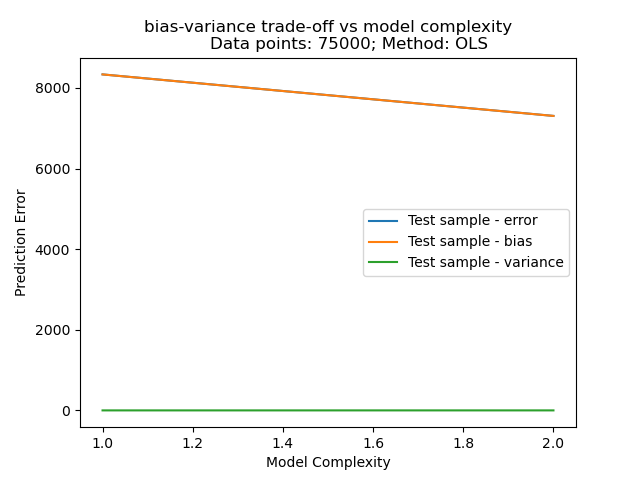 bias-variance trade-off vs model complexity
Data points: 75000; Method: OLS
8000
6000
4000
2000
0
Prediction Error
Test sample - error
Test sample - bias
Test sample - variance
1.0
1.2
1.4
1.6
1.8
2.0
Model Complexity